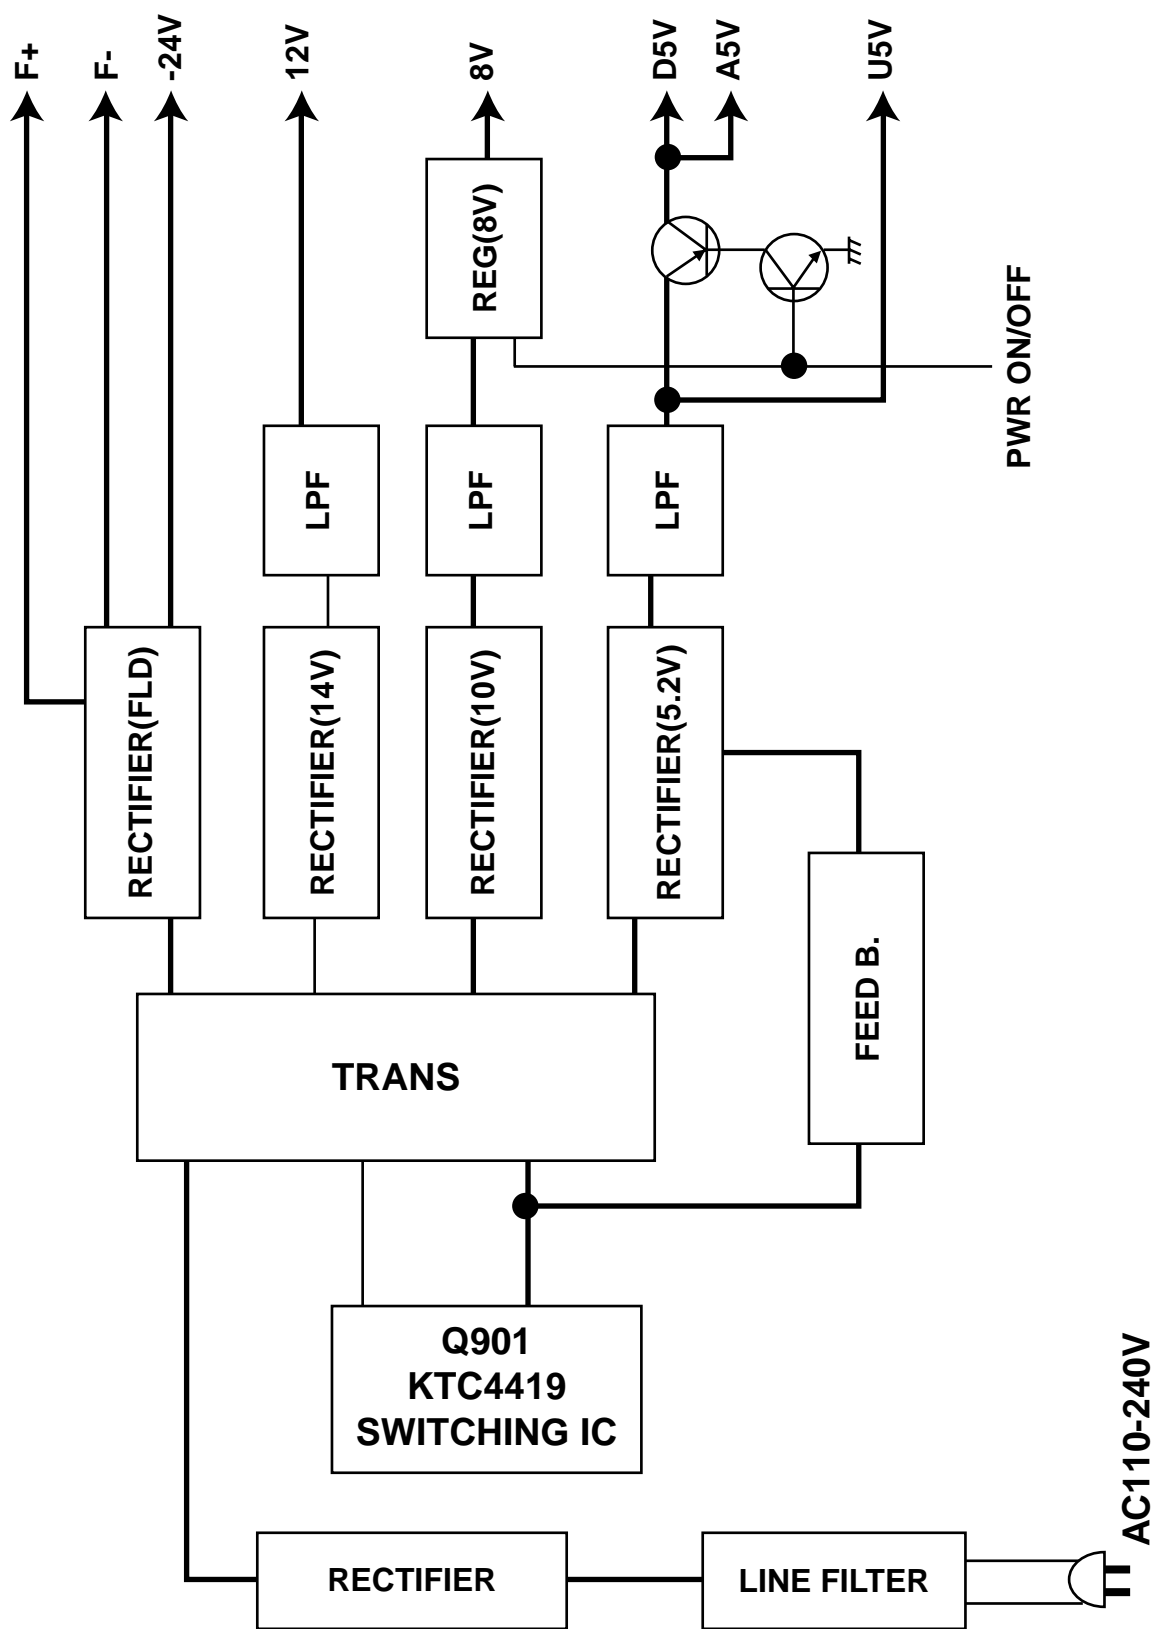 F+
F-
-24V
12V
8V
D5V
A5V
U5V
REG(8V)
PWR ON/OFF
LPF
LPF
LPF
RECTIFIER(FLD)
RECTIFIER(14V)
RECTIFIER(10V)
RECTIFIER(5.2V)
FEED B.
TRANS
Q901
KTC4419
SWITCHING IC
RECTIFIER
LINE FILTER
AC110-240V